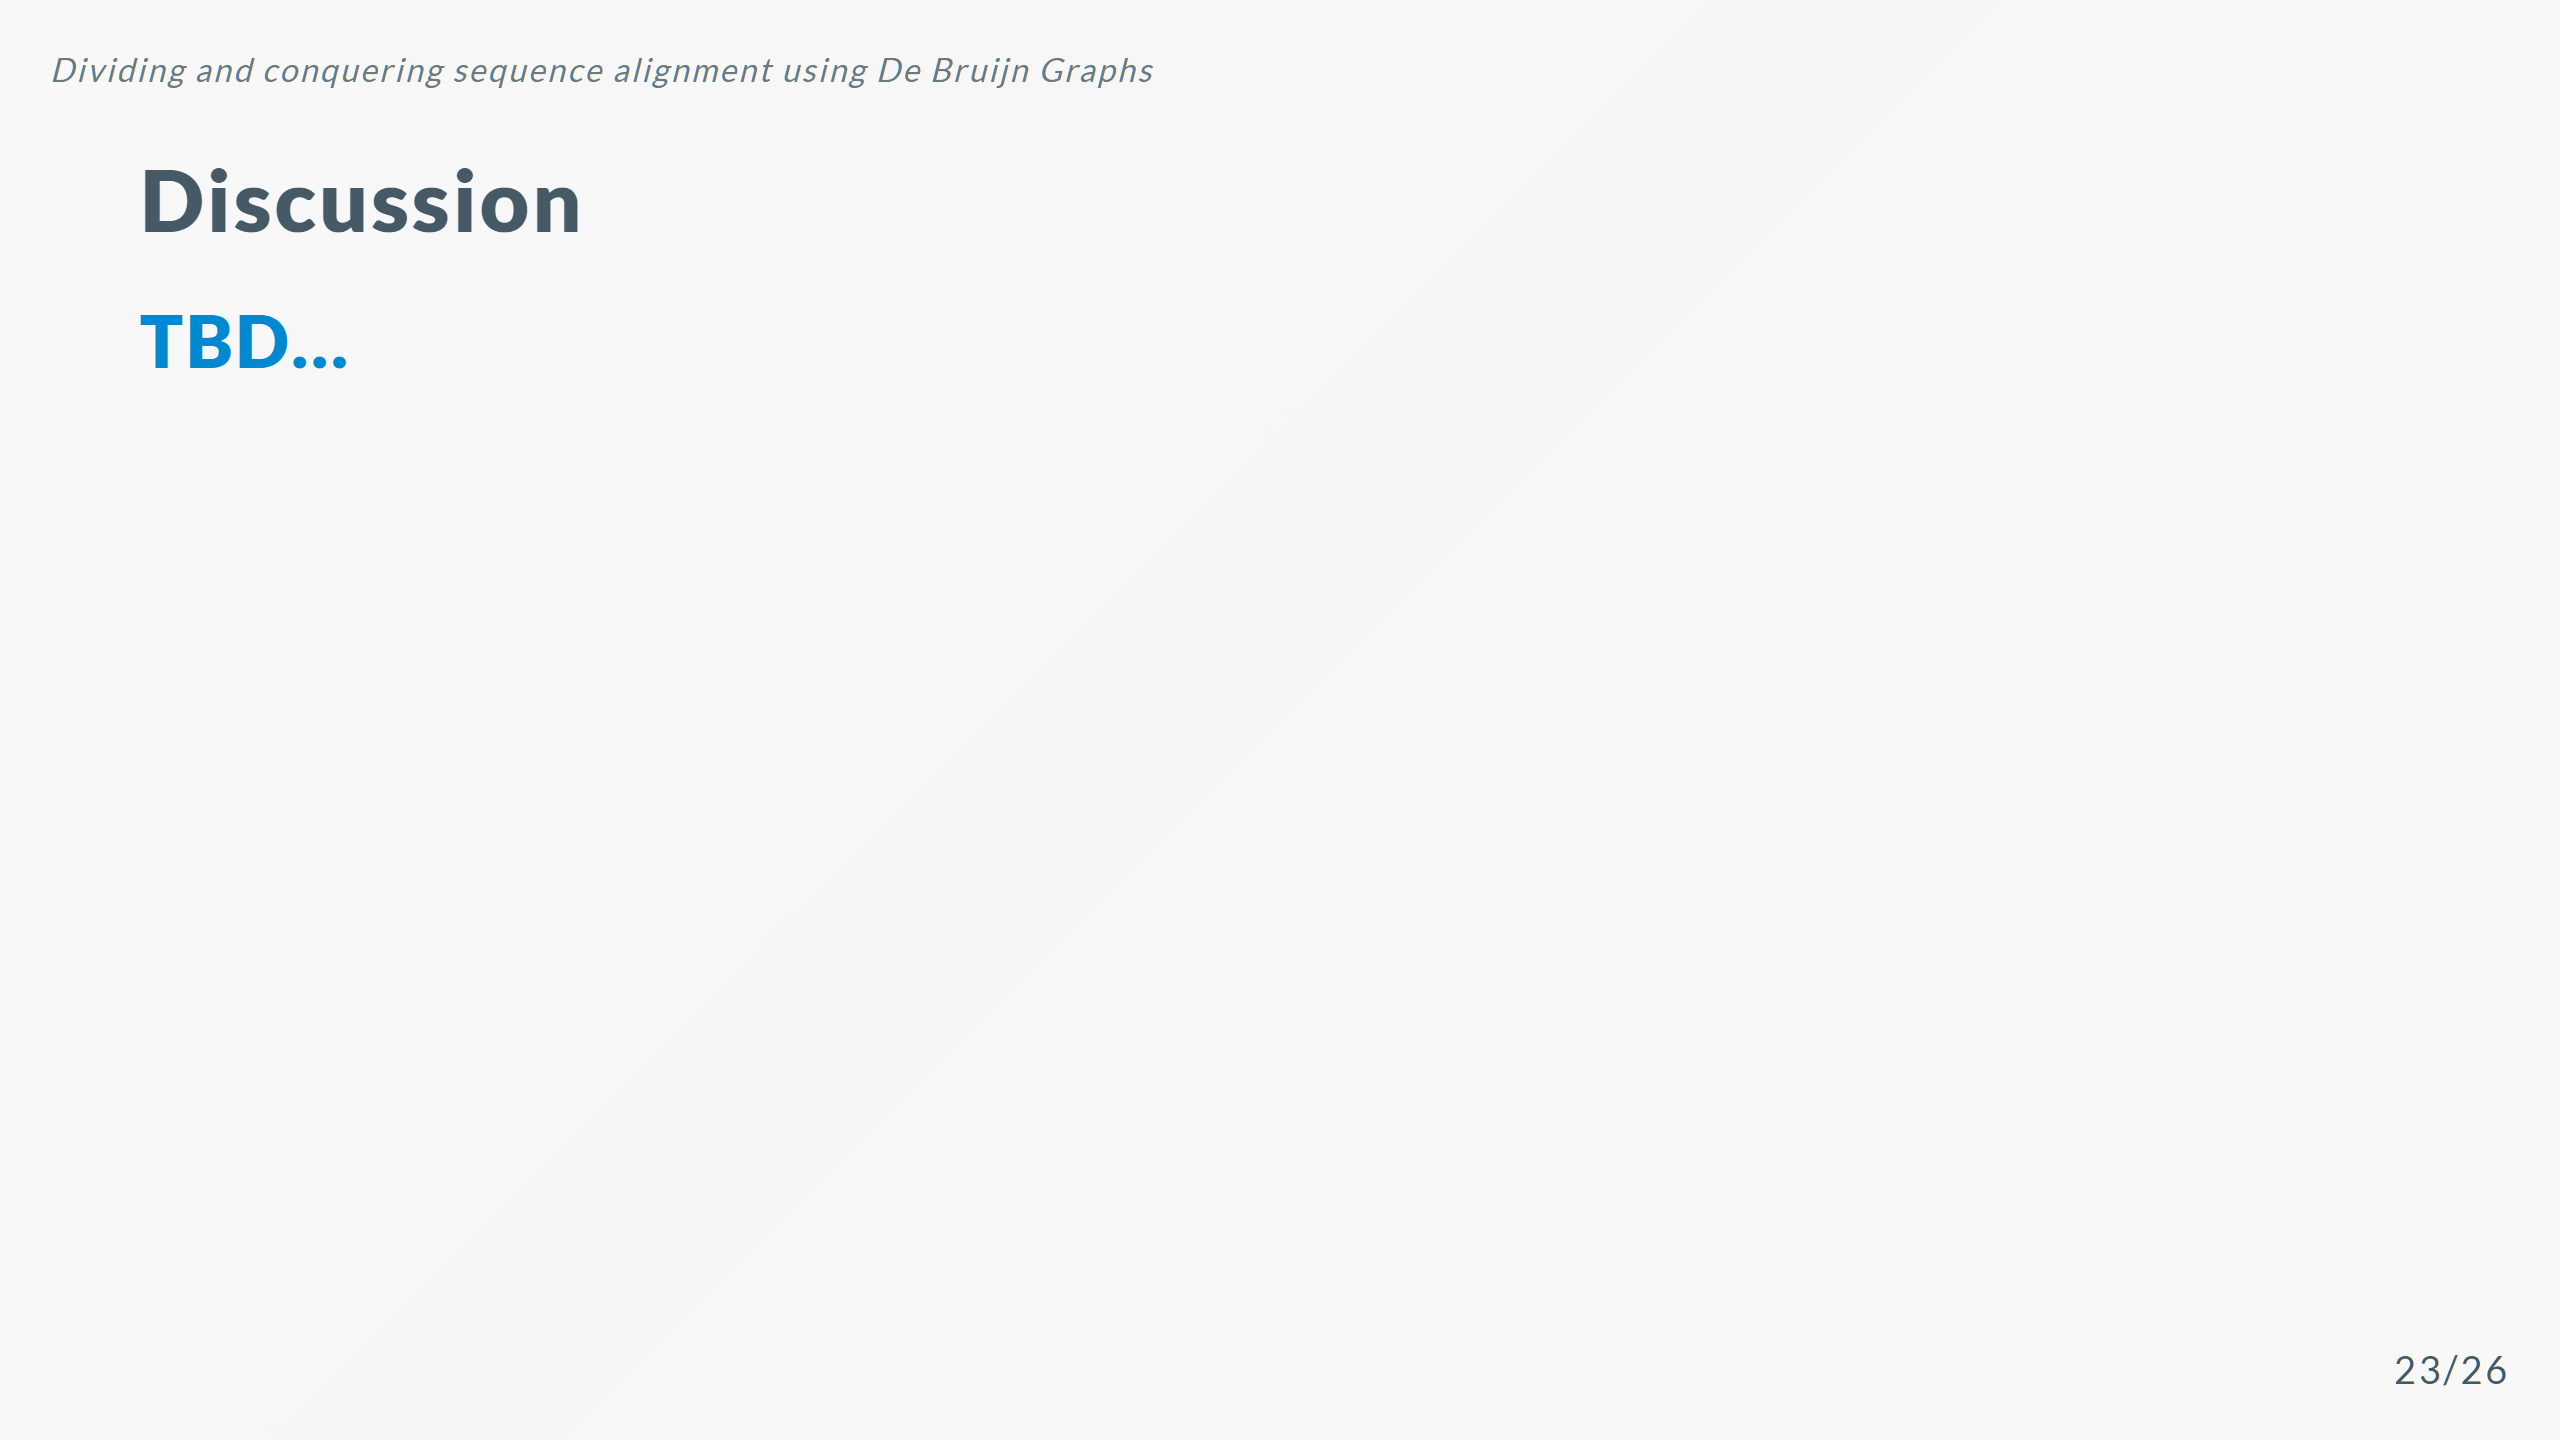 Dividing and conquering sequence alignment using De Bruijn Graphs
Discussion
TBD...
23/26